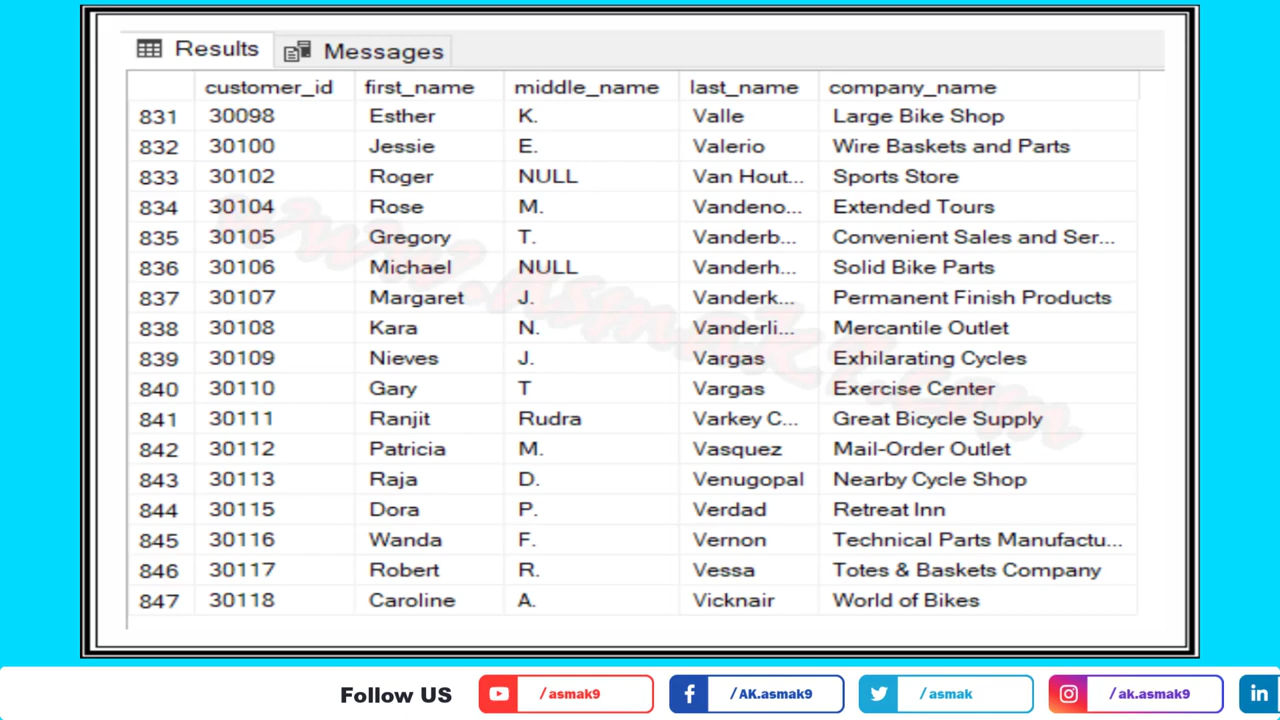 Results Messages
customer_id first_name middle_name last_name company_name
831 30098 Esther K. Valle Large Bike Shop
832 30100 Jessie E. Valerio Wire Baskets and Parts
833 30102 Roger NULL Van Hout... Sports Store
834 30104 Rose M. Vandeno... Extended Tours
835 30105 Gregory T. Vanderb... Convenient Sales and Ser...
836 30106 Michael NULL Vanderh... Solid Bike Parts
837 30107 Margaret J. Vanderk... Permanent Finish Products
838 30108 Kara N. Vanderli... Mercantile Outlet
839 30109 Nieves J. Vargas Exhilarating Cycles
840 30110 Gary T Vargas Exercise Center
841 30111 Ranjit Rudra Varkey C... Great Bicycle Supply
842 30112 Patricia M. Vasquez Mail-Order Outlet
843 30113 Raja D. Venugopal Nearby Cycle Shop
844 30115 Dora P. Verdad Retreat Inn
845 30116 Wanda F. Vernon Technical Parts Manufactu...
846 30117 Robert R. Vessa Totes & Baskets Company
847 30118 Caroline A. Vicknair World of Bikes
www.asmak9.com
Follow US /asmak9 /AK.asmak9 /asmak /ak.asmak9 in